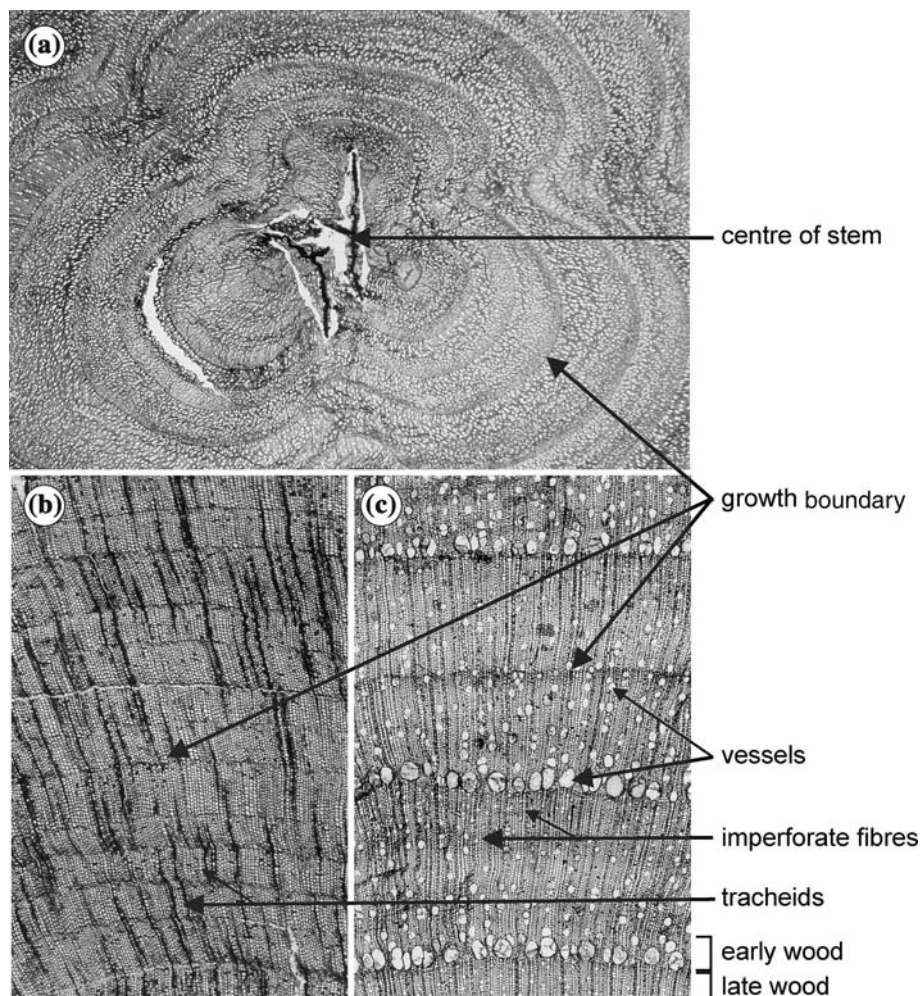 (a)
centre of stem
(b)
(c)
growth boundary
vessels
imperforate fibres
tracheids
early wood
late wood